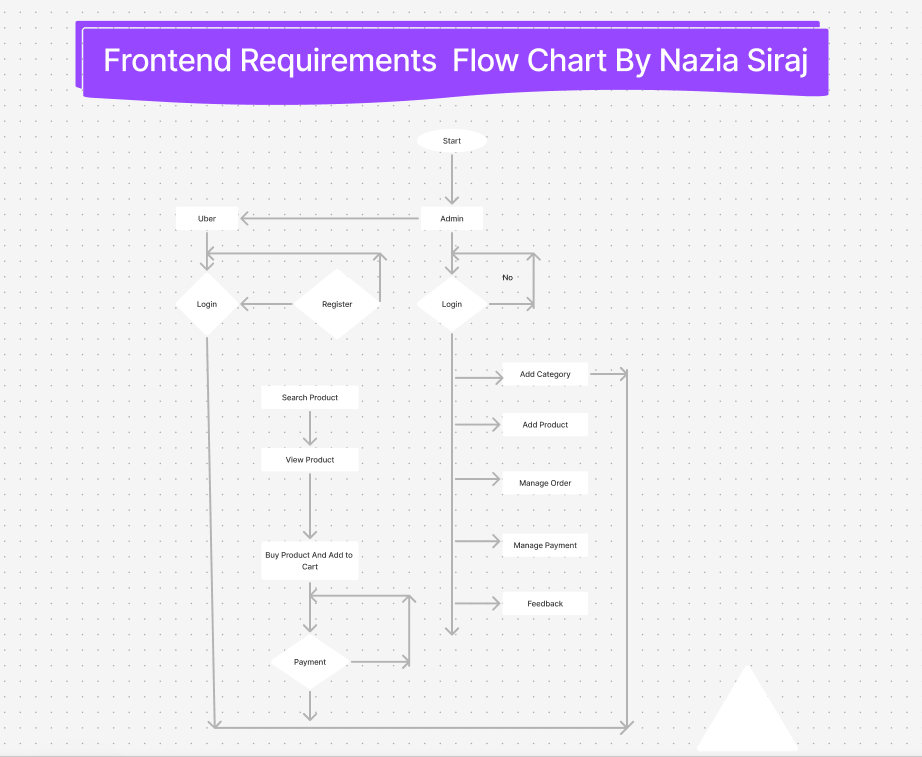 Frontend Requirements  Flow Chart By Nazia Siraj
Start
Uber
Admin
No
Login
Register
Login
Add Category
Search Product
Add Product
View Product
Manage Order
Manage Payment
Buy Product And Add to
Cart
Feedback
Payment